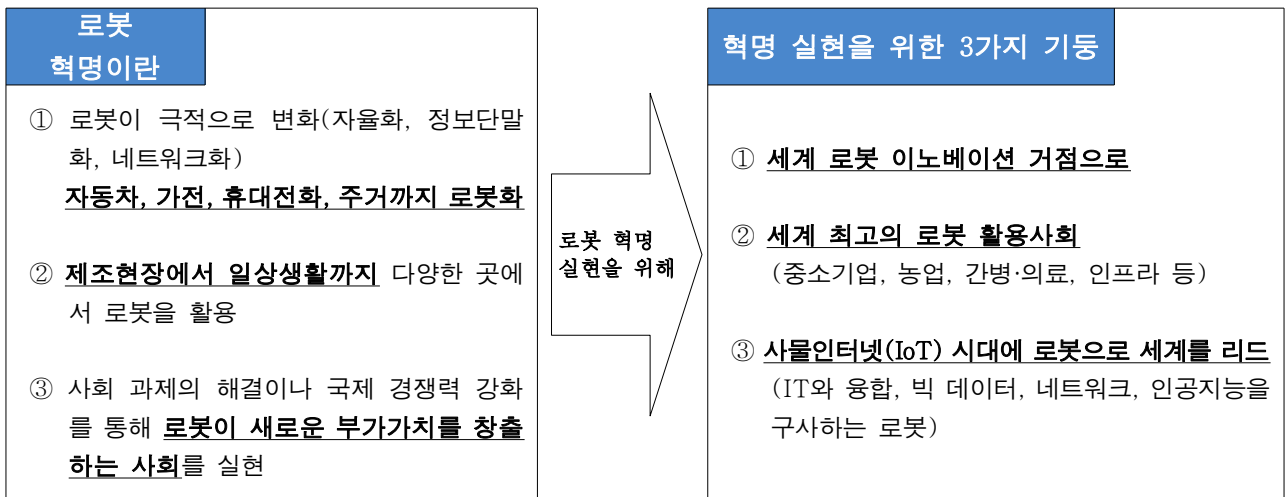 로봇
혁명이란
① 로봇이 극적으로 변화(자율화, 정보단말
화, 네트워크화)
자동차, 가전, 휴대전화, 주거까지 로봇화
② 제조현장에서 일상생활까지 다양한 곳에
서 로봇을 활용
③ 사회 과제의 해결이나 국제 경쟁력 강화
를 통해 로봇이 새로운 부가가치를 창출
하는 사회를 실현
로봇 혁명
실현을 위해
혁명 실현을 위한 3가지 기둥
① 세계 로봇 이노베이션 거점으로
② 세계 최고의 로봇 활용사회
(중소기업, 농업, 간병·의료, 인프라 등)
③ 사물인터넷(IoT) 시대에 로봇으로 세계를 리드
(IT와 융합, 빅 데이터, 네트워크, 인공지능을
구사하는 로봇)